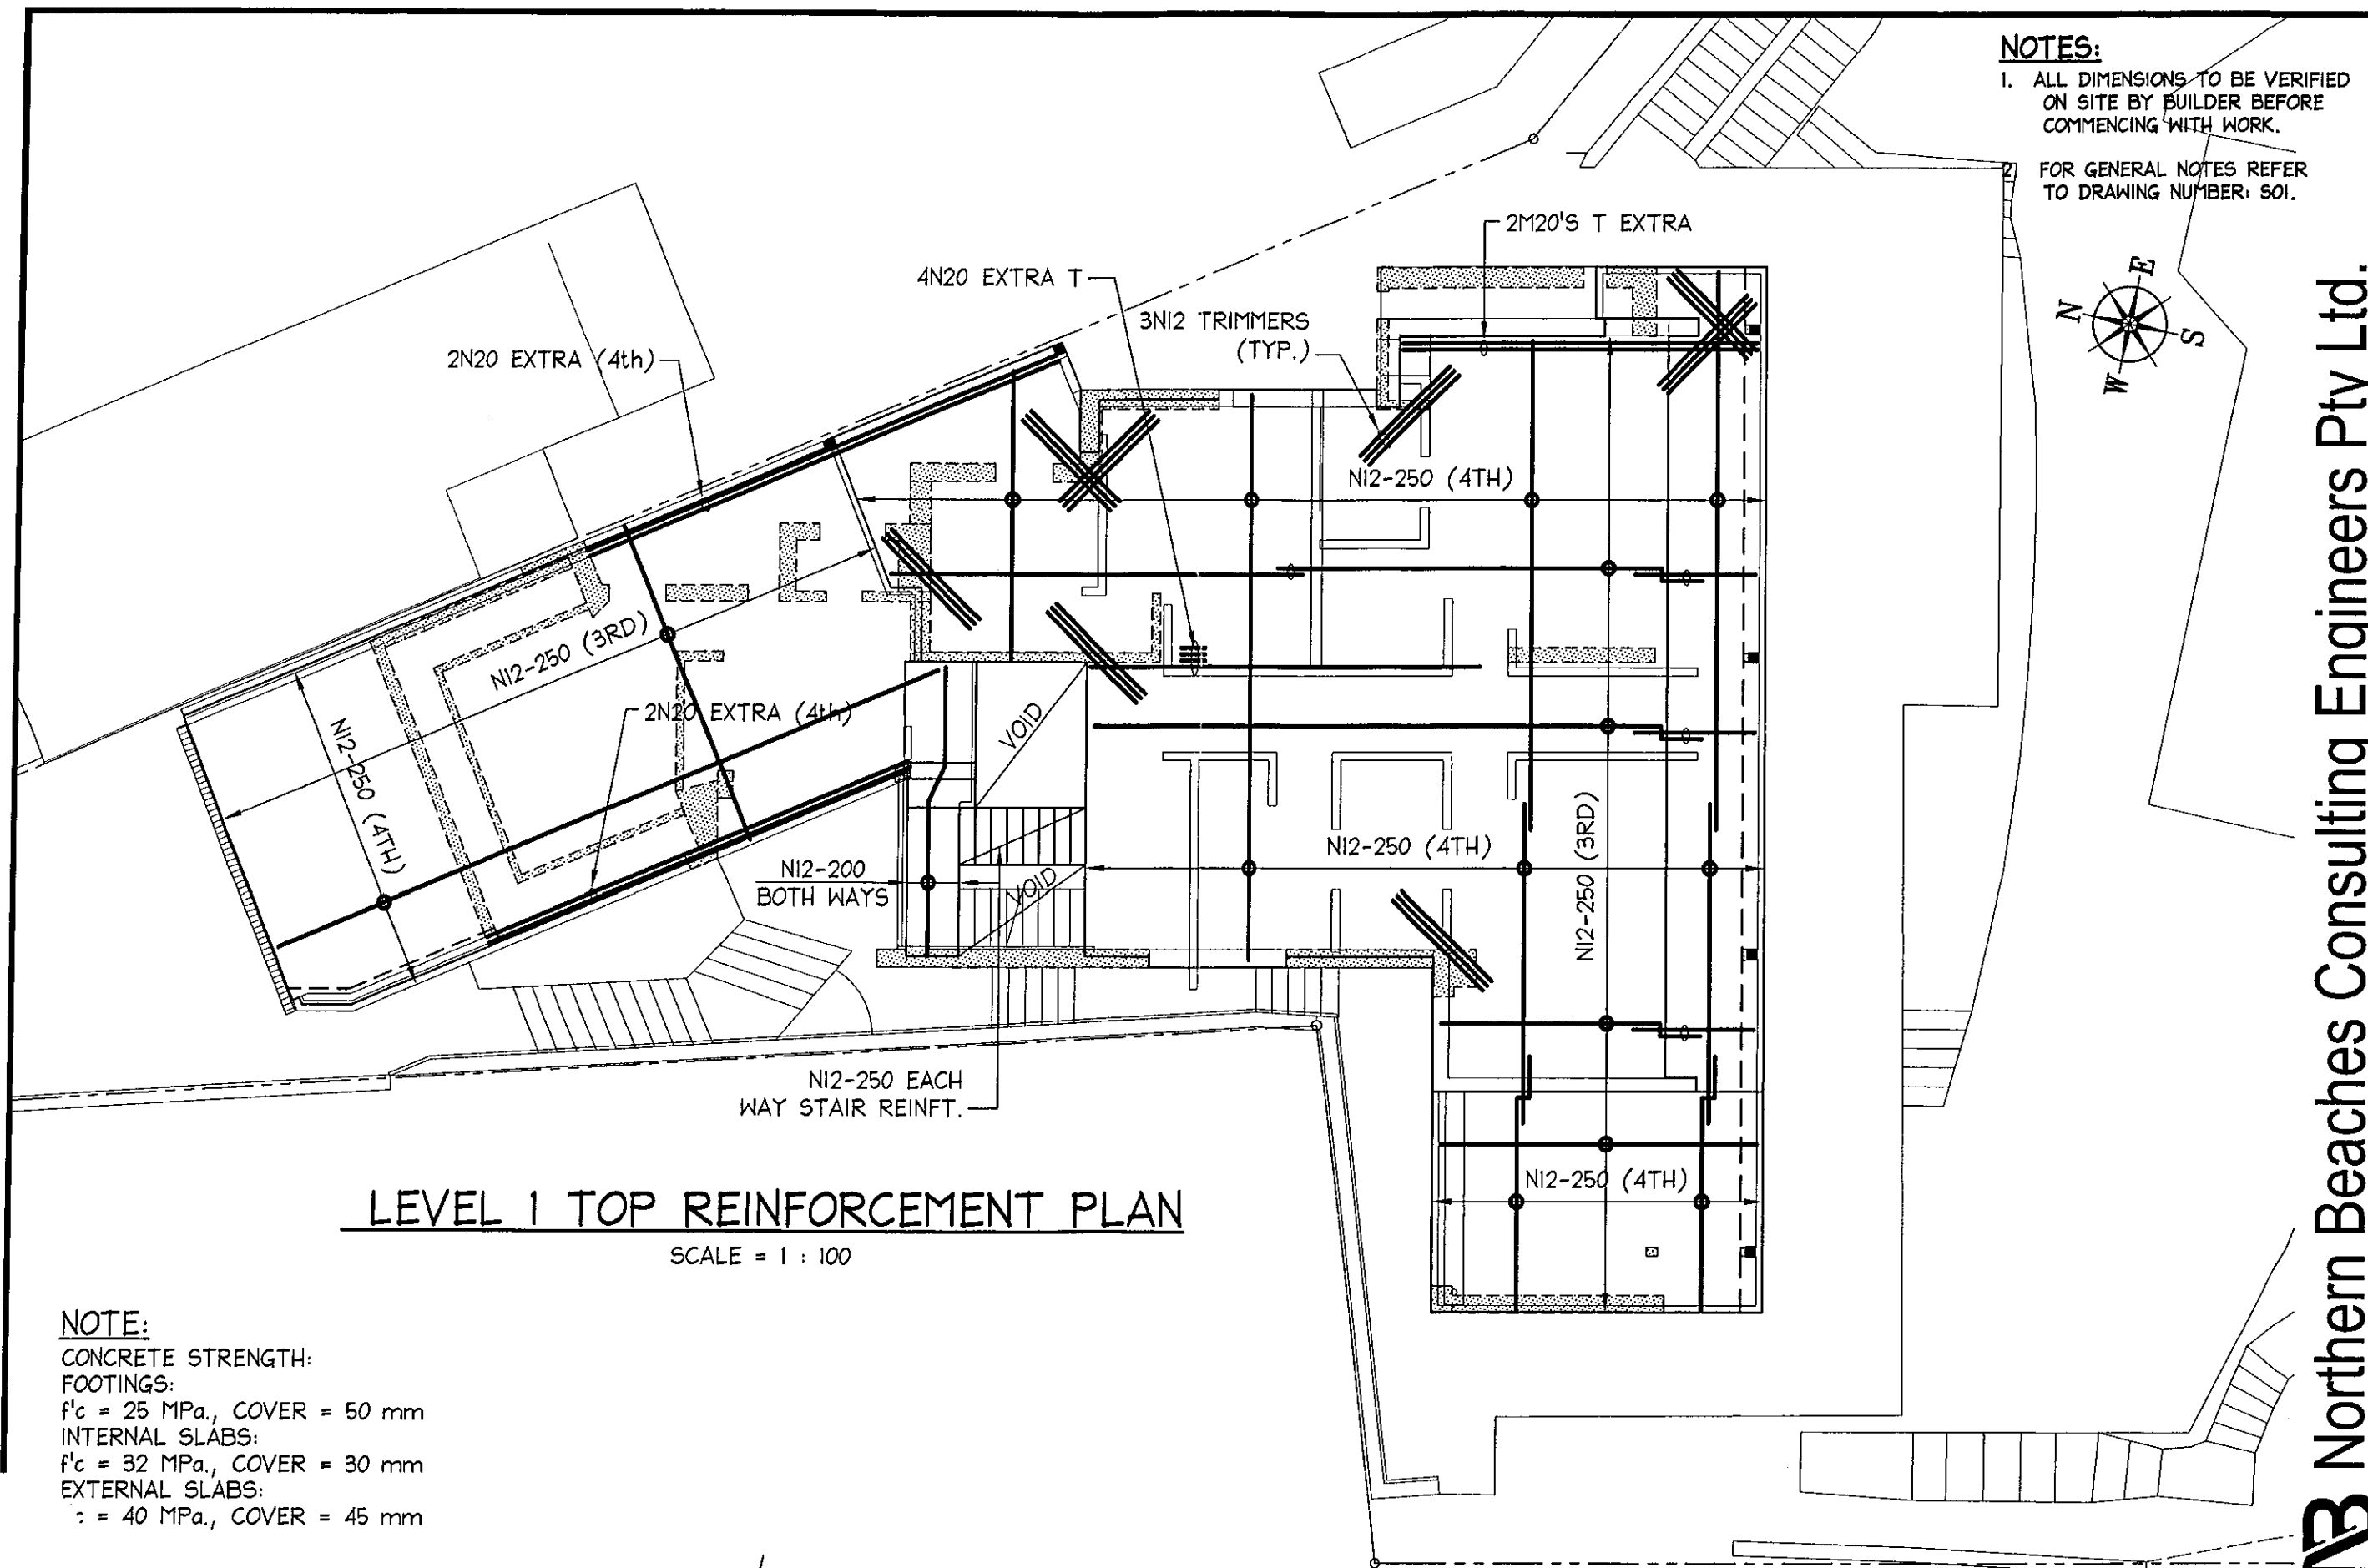 NOTES:
1. ALL DIMENSIONS TO BE VERIFIED
ON SITE BY BUILDER BEFORE
COMMENCING WITH WORK.
2. FOR GENERAL NOTES REFER
TO DRAWING NUMBER: S01.
N
E
S
W
2M20'S T EXTRA
4N20 EXTRA T
3N12 TRIMMERS
(TYP.)
2N20 EXTRA (4th)
N12-250 (4TH)
N12-250 (3RD)
N12-250 (4TH)
2N20 EXTRA (4th)
VOID
N12-250 (4TH)
N12-250 (3RD)
N12-200
BOTH WAYS
VOID
N12-250 EACH
WAY STAIR REINFT.
N12-250 (4TH)
LEVEL 1 TOP REINFORCEMENT PLAN
SCALE = 1 : 100
NOTE:
CONCRETE STRENGTH:
FOOTINGS:
f'c = 25 MPa., COVER = 50 mm
INTERNAL SLABS:
f'c = 32 MPa., COVER = 30 mm
EXTERNAL SLABS:
= 40 MPa., COVER = 45 mm
Northern Beaches Consulting Engineers Pty Ltd.